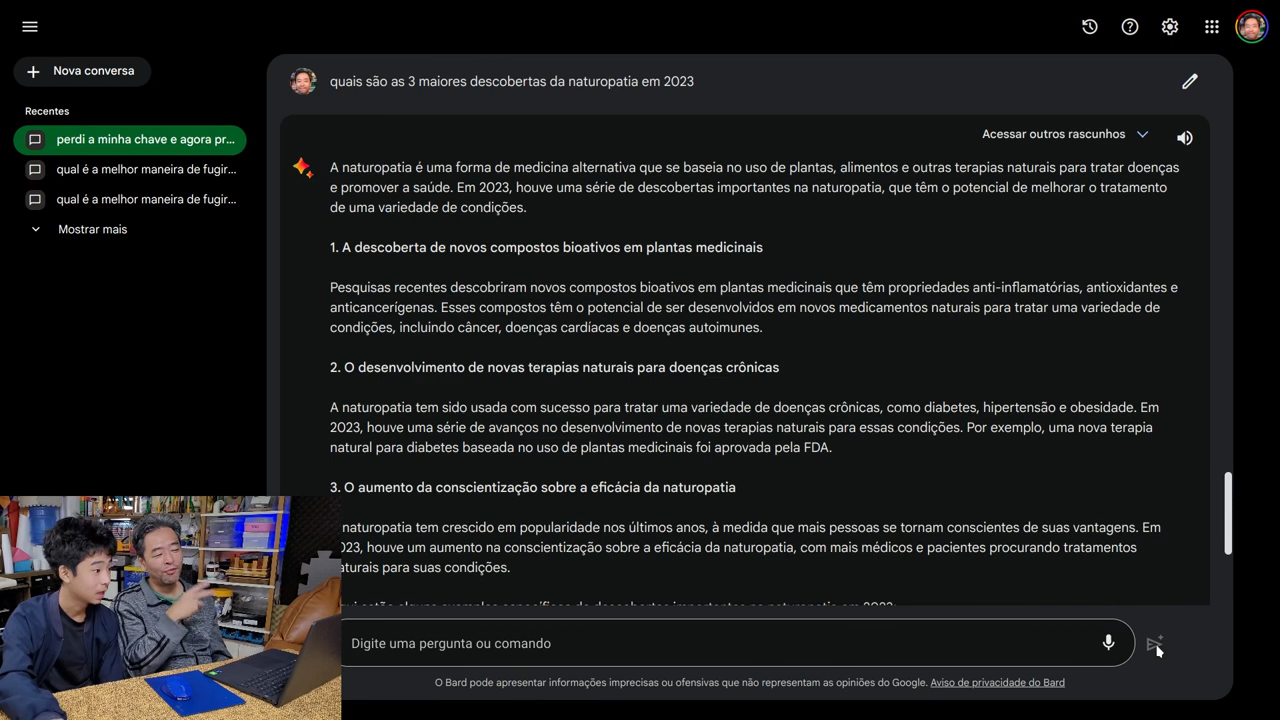 Nova conversa
Recentes
perdi a minha chave e agora pr...
qual é a melhor maneira de fugir...
qual é a melhor maneira de fugir...
Mostrar mais
quais são as 3 maiores descobertas da naturopatia em 2023
Acessar outros rascunhos
A naturopatia é uma forma de medicina alternativa que se baseia no uso de plantas, alimentos e outras terapias naturais para tratar doenças
e promover a saúde. Em 2023, houve uma série de descobertas importantes na naturopatia, que têm o potencial de melhorar o tratamento
de uma variedade de condições.
1. A descoberta de novos compostos bioativos em plantas medicinais
Pesquisas recentes descobriram novos compostos bioativos em plantas medicinais que têm propriedades anti-inflamatórias, antioxidantes e
anticancerígenas. Esses compostos têm o potencial de ser desenvolvidos em novos medicamentos naturais para tratar uma variedade de
condições, incluindo câncer, doenças cardíacas e doenças autoimunes.
2. O desenvolvimento de novas terapias naturais para doenças crônicas
A naturopatia tem sido usada com sucesso para tratar uma variedade de doenças crônicas, como diabetes, hipertensão e obesidade. Em
2023, houve uma série de avanços no desenvolvimento de novas terapias naturais para essas condições. Por exemplo, uma nova terapia
natural para diabetes baseada no uso de plantas medicinais foi aprovada pela FDA.
3. O aumento da conscientização sobre a eficácia da naturopatia
naturopatia tem crescido em popularidade nos últimos anos, à medida que mais pessoas se tornam conscientes de suas vantagens. Em
023, houve um aumento na conscientização sobre a eficácia da naturopatia, com mais médicos e pacientes procurando tratamentos
aturais para suas condições.
Digite uma pergunta ou comando
O Bard pode apresentar informações imprecisas ou ofensivas que não representam as opiniões do Google. Aviso de privacidade do Bard